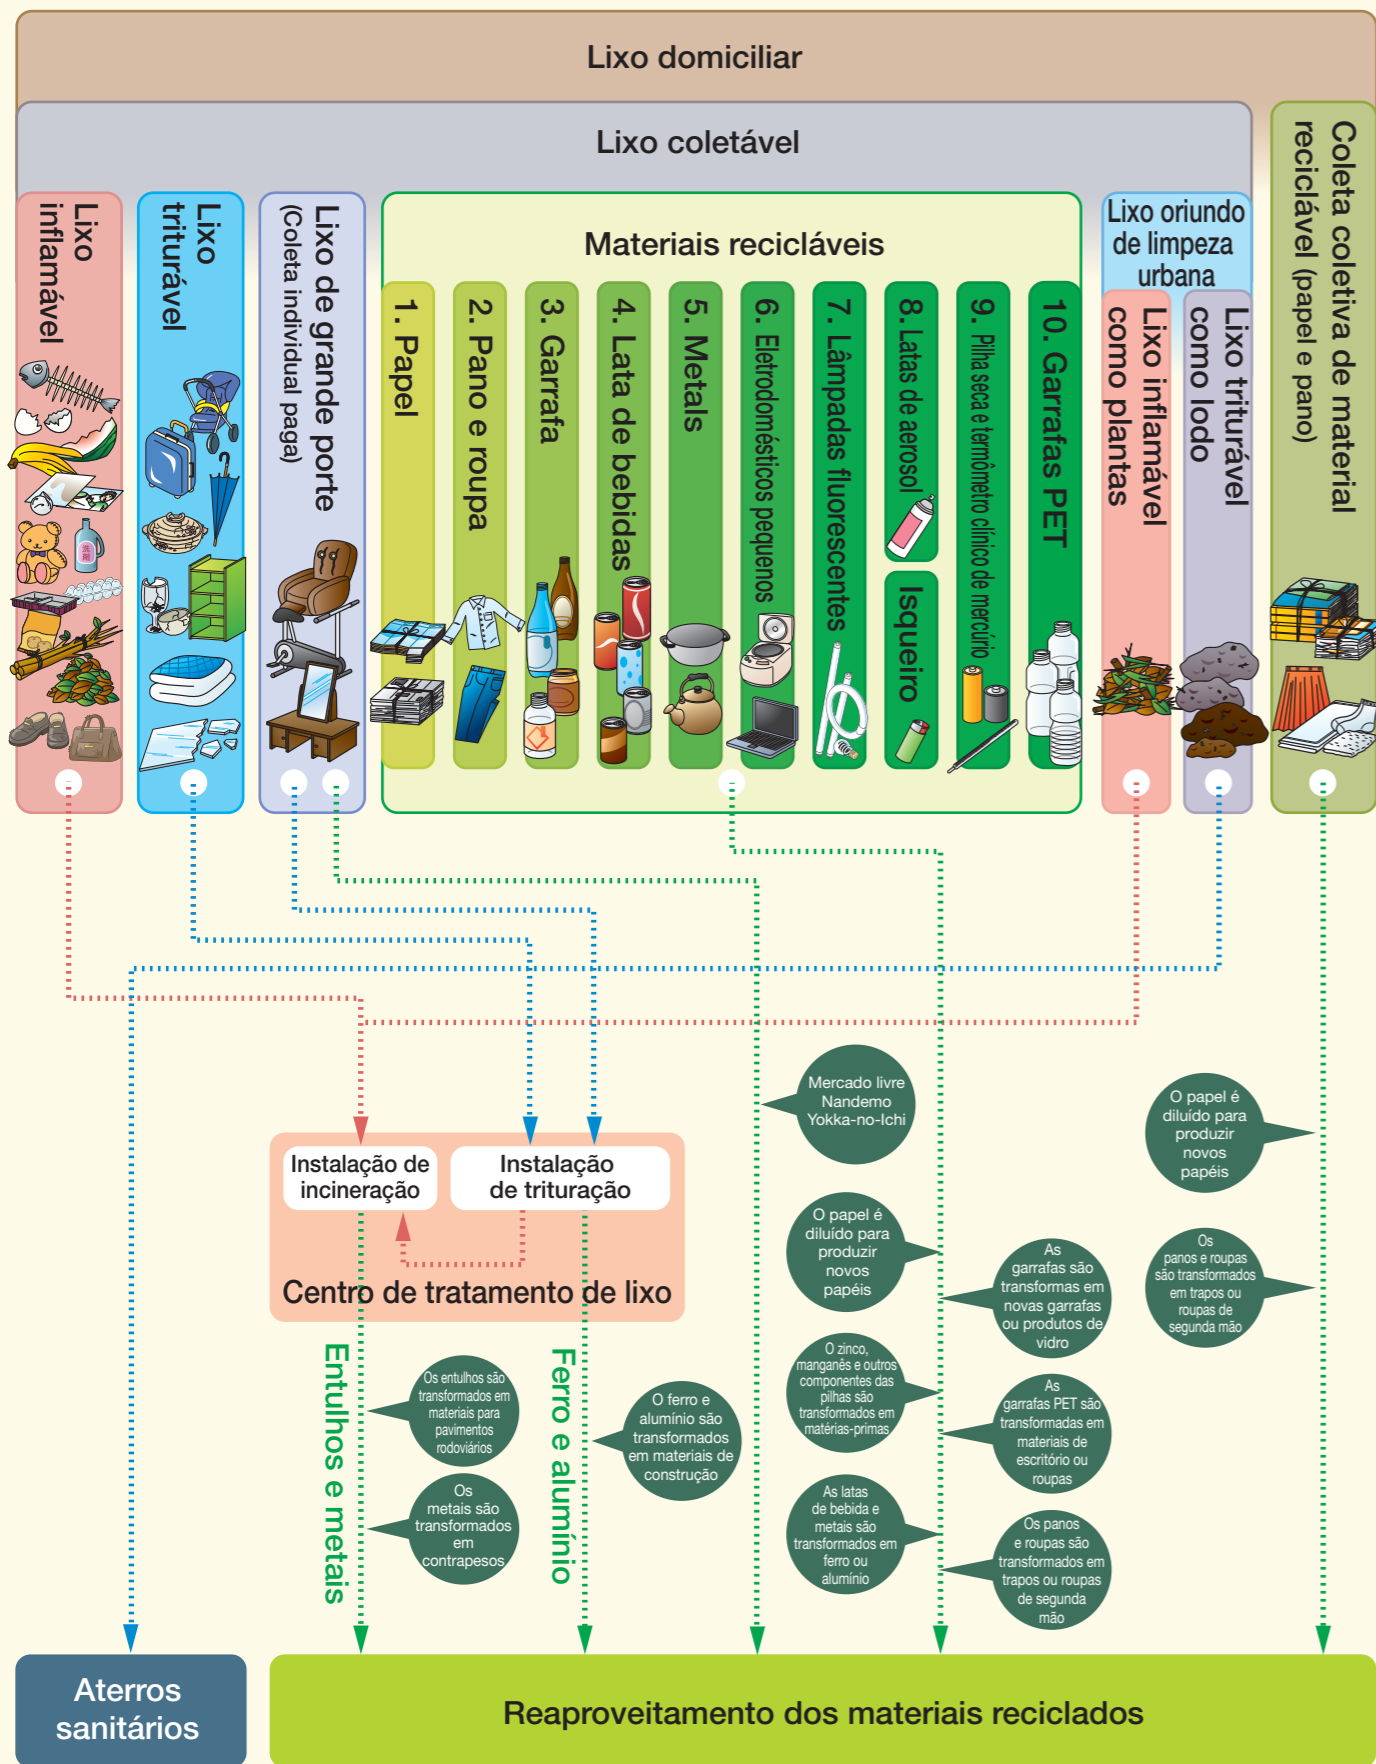 Lixo domiciliar
Lixo coletável
Lixo
inflamável
Lixo
triturável
Lixo de grande porte
(Coleta individual paga)
Materiais recicláveis
1. Papel
2. Pano e roupa
3. Garrafa
4. Lata de bebidas
5. Metals
6. Eletrodomésticos pequenos
7. Lâmpadas fluorescentes
8. Latas de aerosol
Isqueiro
9. Pilha seca e termômetro clínico de mercúrio
10. Garrafas PET
Lixo oriundo
de limpeza
urbana
Lixo inflamável
como plantas
Lixo triturável
como lodo
Coleta coletiva de material
reciclável (papel e pano)
洗
剤
Mercado livre
Nandemo
Yokka-no-Ichi
O papel é
diluído para
produzir
novos
papéis
Instalação de
incineração
Instalação
de trituração
Centro de tratamento de lixo
O papel é
diluído para
produzir
novos
papéis
As
garrafas são
transformas em
novas garrafas
ou produtos de
vidro
Os
panos e roupas
são transformados
em trapos ou
roupas de
segunda mão
Entulhos e metais
Os entulhos são
transformados em
materiais para
pavimentos
rodoviários
Os
metais são
transformados
em
contrapesos
Ferro e alumínio
O ferro e
alumínio são
transformados
em materiais de
construção
O zinco,
manganês e outros
componentes das
pilhas são
transformados em
matérias-primas
As
garrafas PET são
transformadas em
materiais de
escritório ou
roupas
As latas
de bebida e
metais são
transformados em
ferro ou
alumínio
Os panos
e roupas são
transformados em
trapos ou roupas
de segunda
mão
Aterros
sanitários
Reaproveitamento dos materiais reciclados